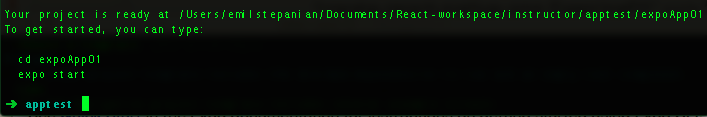 Your project is ready at /Users/emilstepanian/Documents/React-workspace/instructor/apptest/expoApp01
To get started, you can type:
cd expoApp01
expo start
➜ apptest